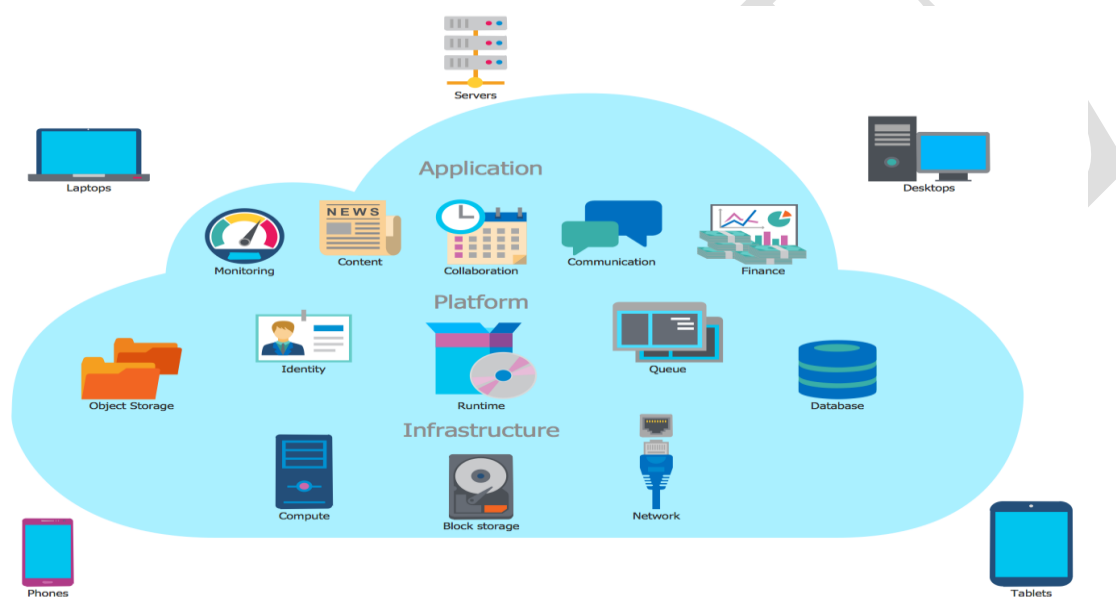 Servers
Laptops
Desktops
Application
NEWS
Monitoring
Content
Collaboration
Communication
Finance
Platform
Object Storage
Identity
Runtime
Queue
Database
Infrastructure
Compute
Block storage
Network
Phones
Tablets